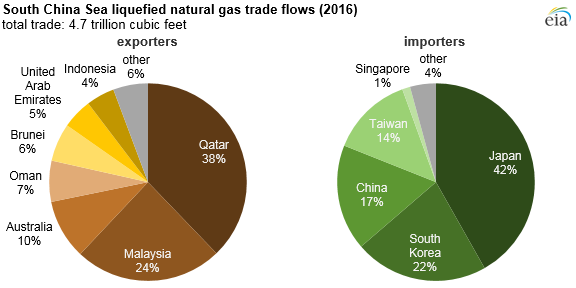 South China Sea liquefied natural gas trade flows (2016)
total trade: 4.7 trillion cubic feet
eia
exporters
other
6%
Indonesia
4%
United
Arab
Emirates
5%
Brunei
6%
Oman
7%
Australia
10%
Malaysia
24%
Qatar
38%
importers
other
4%
Singapore
1%
Taiwan
14%
China
17%
South
Korea
22%
Japan
42%